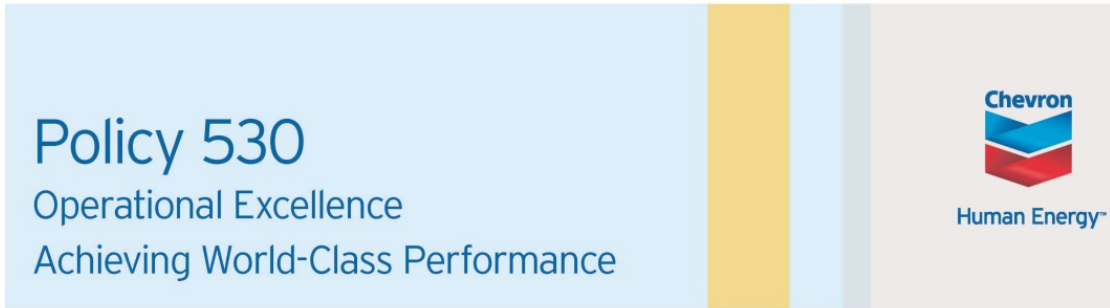 Policy 530
Operational Excellence
Achieving World-Class Performance
Chevron
Human Energy™